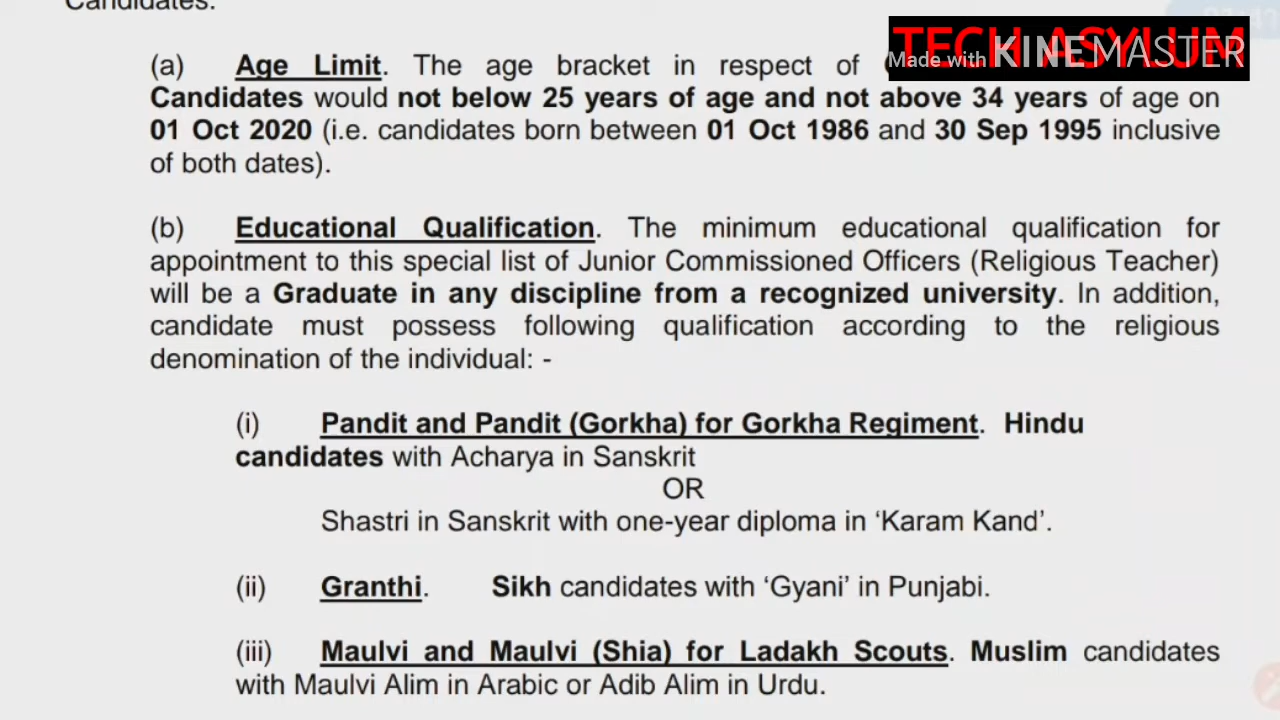 Candidates.
TECH ASYLUM
Made with KINEMASTER
(a) Age Limit. The age bracket in respect of
Candidates would not below 25 years of age and not above 34 years of age on
01 Oct 2020 (i.e. candidates born between 01 Oct 1986 and 30 Sep 1995 inclusive
of both dates).
(b) Educational Qualification. The minimum educational qualification for
appointment to this special list of Junior Commissioned Officers (Religious Teacher)
will be a Graduate in any discipline from a recognized university. In addition,
candidate must possess following qualification according to the religious
denomination of the individual: -
(i) Pandit and Pandit (Gorkha) for Gorkha Regiment. Hindu
candidates with Acharya in Sanskrit
OR
Shastri in Sanskrit with one-year diploma in ‘Karam Kand’.
(ii) Granthi. Sikh candidates with ‘Gyani’ in Punjabi.
(iii) Maulvi and Maulvi (Shia) for Ladakh Scouts. Muslim candidates
with Maulvi Alim in Arabic or Adib Alim in Urdu.